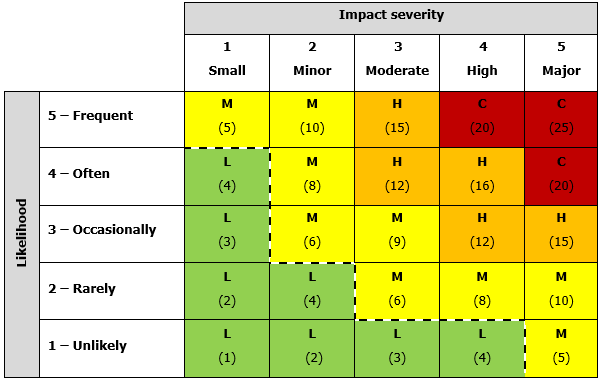 Impact severity
1 2 3 4 5
Small Minor Moderate High Major
Likelihood
5 – Frequent
M M H C C
(5) (10) (15) (20) (25)
4 – Often
L M H H C
(4) (8) (12) (16) (20)
3 – Occasionally
L M M H H
(3) (6) (9) (12) (15)
2 – Rarely
L L M M M
(2) (4) (6) (8) (10)
1 – Unlikely
L L L L M
(1) (2) (3) (4) (5)